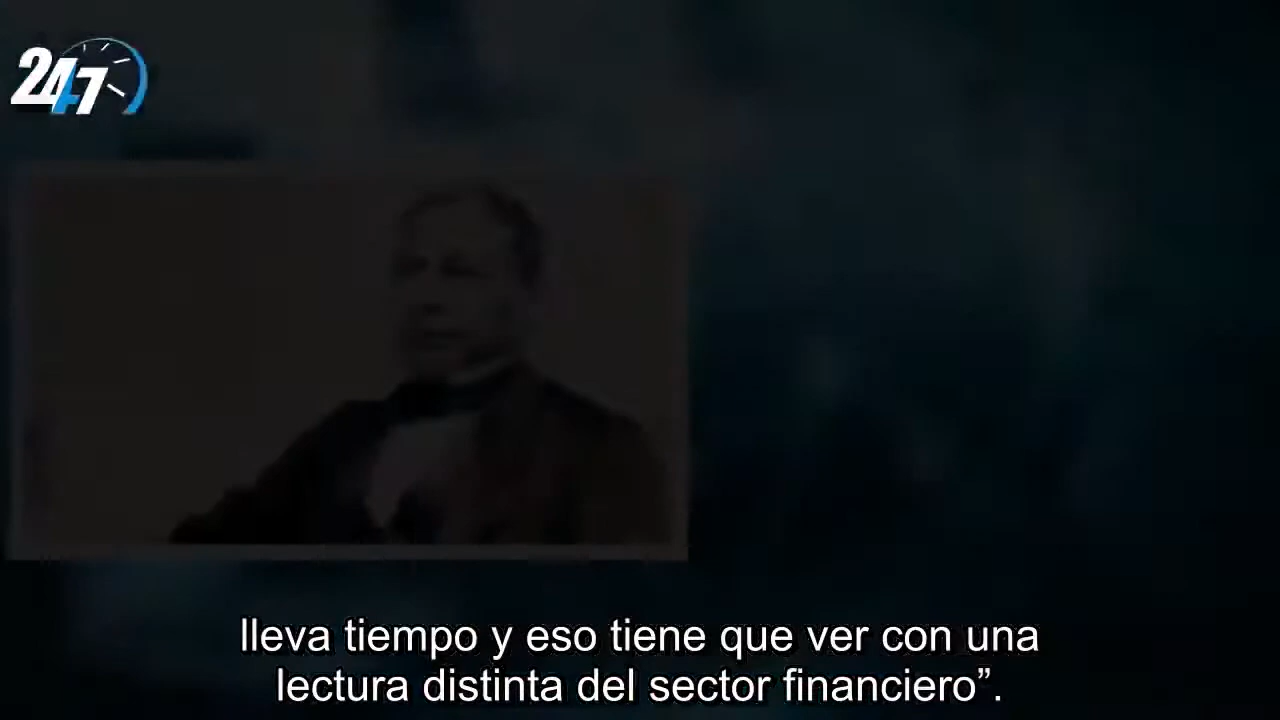 24/7
lleva tiempo y eso tiene que ver con una
lectura distinta del sector financiero”.